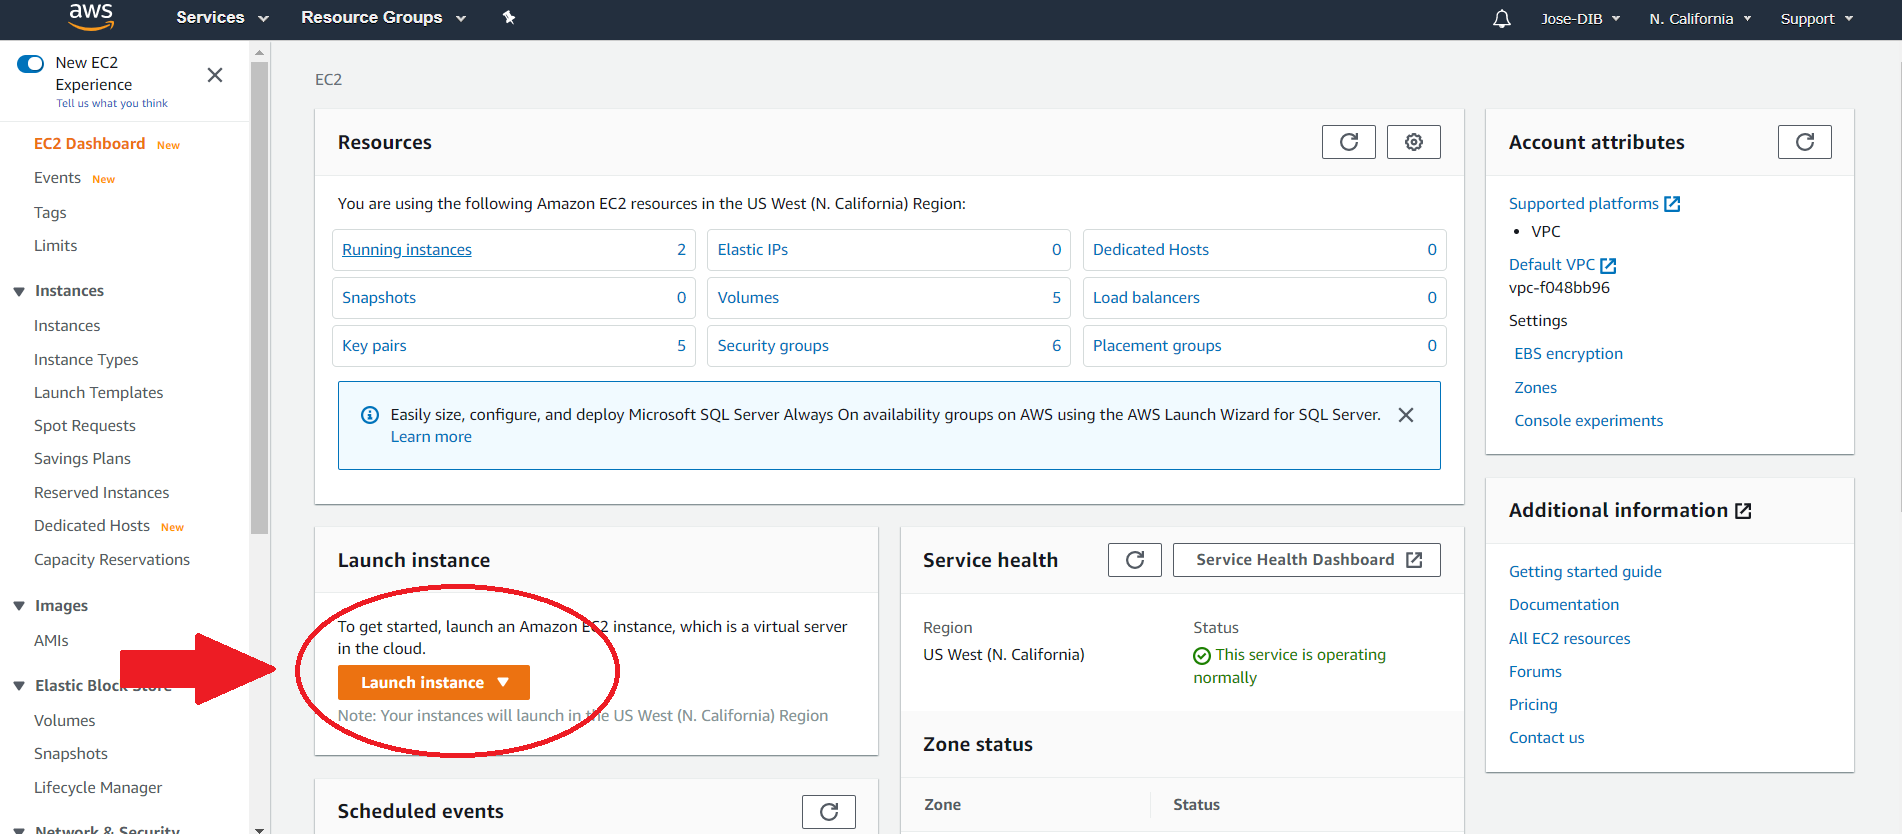 aws
Services
Resource Groups
Jose-DIB
N. California
Support
New EC2
Experience
Tell us what you think
EC2 Dashboard New
Events New
Tags
Limits
Instances
Instances
Instance Types
Launch Templates
Spot Requests
Savings Plans
Reserved Instances
Dedicated Hosts New
Capacity Reservations
Images
AMIs
Elastic Block Store
Volumes
Snapshots
Lifecycle Manager
Network & Security
EC2
Resources
You are using the following Amazon EC2 resources in the US West (N. California) Region:
Running instances 2
Elastic IPs 0
Dedicated Hosts 0
Snapshots 0
Volumes 5
Load balancers 0
Key pairs 5
Security groups 6
Placement groups 0
Easily size, configure, and deploy Microsoft SQL Server Always On availability groups on AWS using the AWS Launch Wizard for SQL Server.
Learn more
Launch instance
To get started, launch an Amazon EC2 instance, which is a virtual server
in the cloud.
Launch instance
Note: Your instances will launch in the US West (N. California) Region
Scheduled events
Service health
Service Health Dashboard
Region
US West (N. California)
Status
This service is operating
normally
Zone status
Zone
Status
Account attributes
Supported platforms
• VPC
Default VPC
vpc-f048bb96
Settings
EBS encryption
Zones
Console experiments
Additional information
Getting started guide
Documentation
All EC2 resources
Forums
Pricing
Contact us